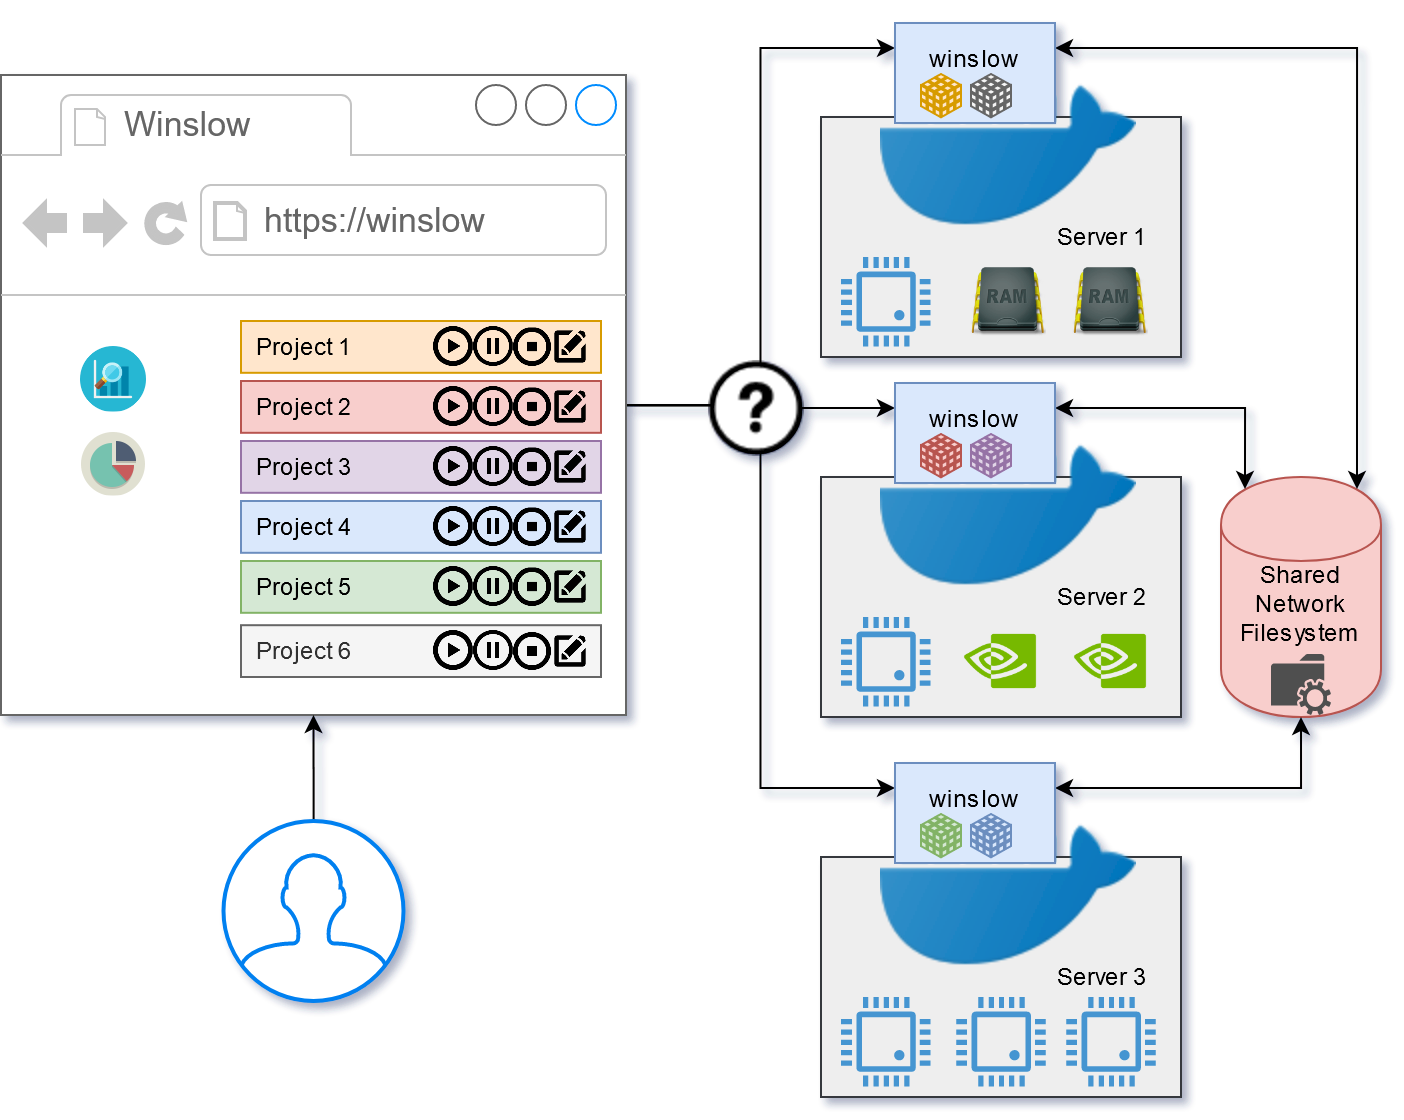 Winslow
https://winslow
Project 1
Project 2
Project 3
Project 4
Project 5
Project 6
?
winslow
Server 1
RAM
RAM
winslow
Server 2
Shared
Network
Filesystem
winslow
Server 3